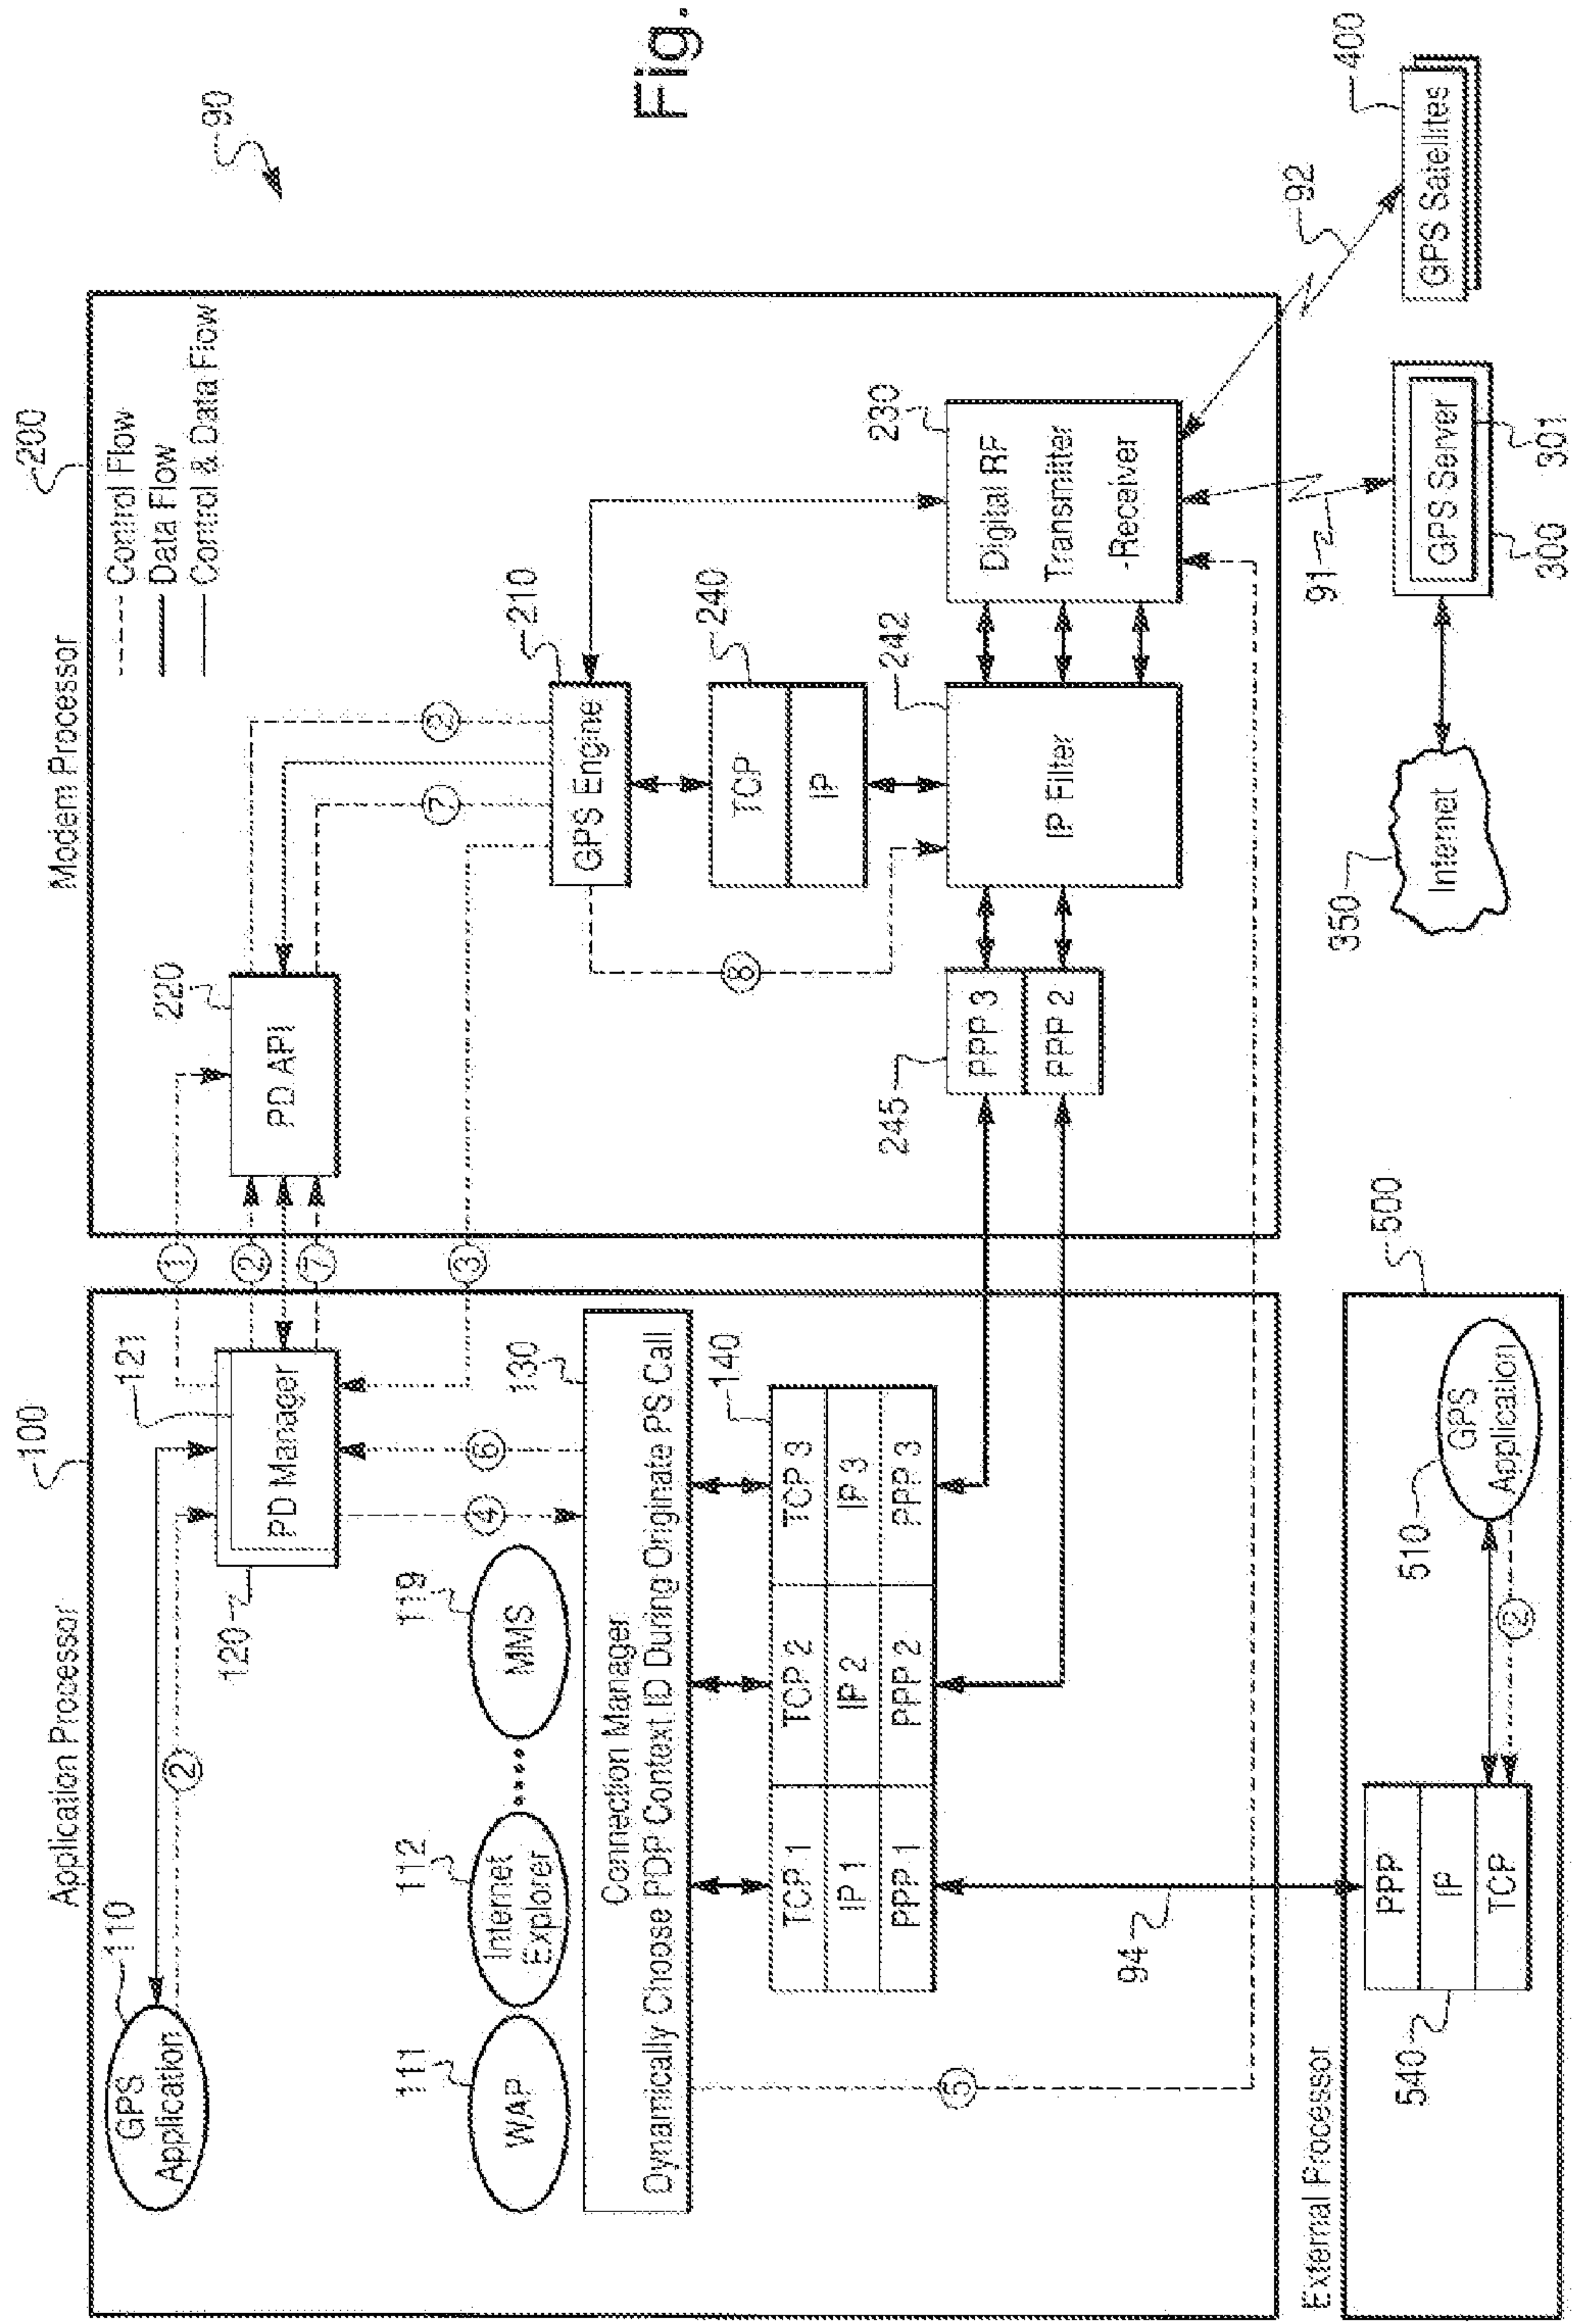 Fig.
90
Application Processor
100
GPS
Application
110
2
PD Manager
120
121
1
2
7
3
4
6
WAP
111
Internet
Explorer
112
.....
MMS
119
Connection Manager
Dynamically Choose PDP Context ID During Originate PS Call
130
TCP 1
TCP 2
TCP 3
IP 1
IP 2
IP 3
PPP 1
PPP 2
PPP 3
140
5
94
Modem Processor
200
Control Flow
Data Flow
Control & Data Flow
PD API
220
2
7
GPS Engine
210
8
TCP
IP
240
IP Filter
242
PPP 3
PPP 2
245
Digital RF
Transmitter
-Receiver
230
External Processor
500
PPP
IP
TCP
540
2
GPS
Application
510
Internet
350
GPS Server
300
301
91
92
GPS Satellites
400